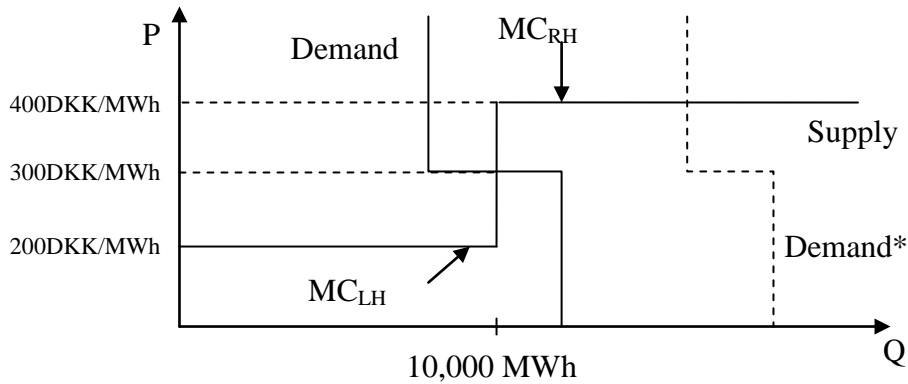 P
Demand
MC_RH
400DKK/MWh
Supply
300DKK/MWh
200DKK/MWh
Demand*
MC_LH
Q
10,000 MWh